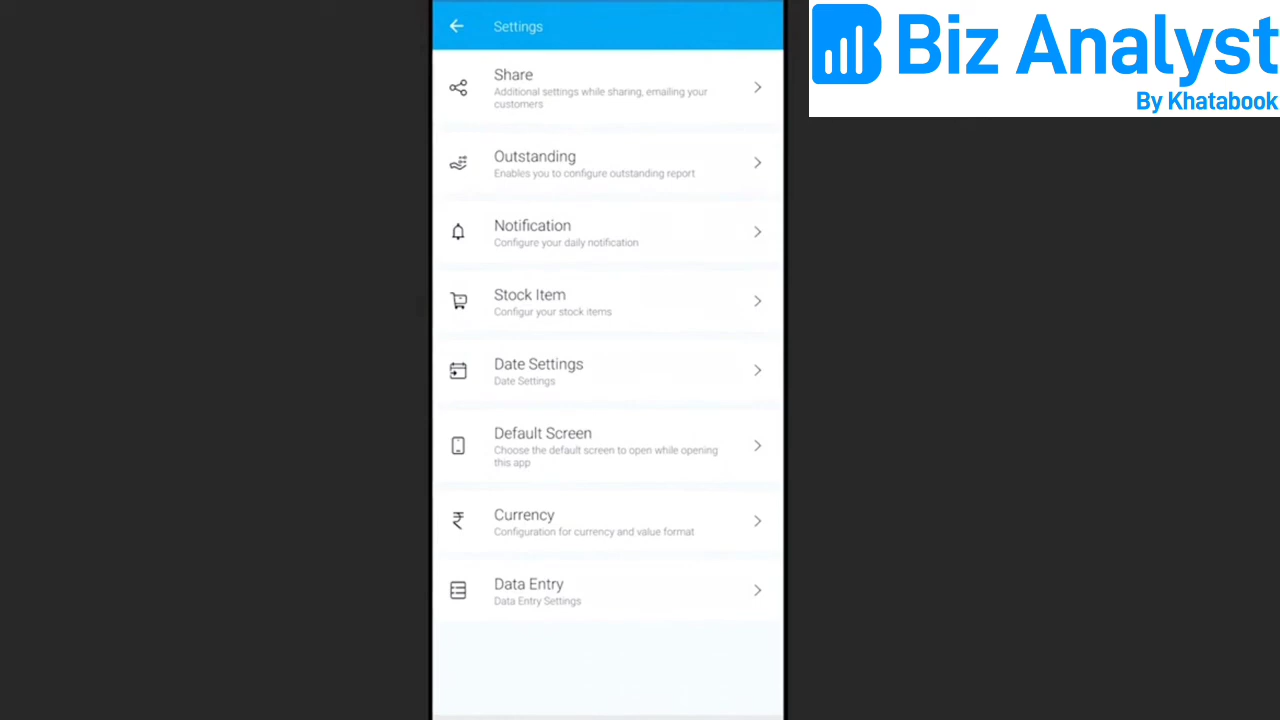 Settings
Biz Analyst
By Khatabook
Share
Additional settings while sharing, emailing your
customers
Outstanding
Enables you to configure outstanding report
Notification
Configure your daily notification
Stock Item
Configur your stock items
Date Settings
Date Settings
Default Screen
Choose the default screen to open while opening
this app
₹
Currency
Configuration for currency and value format
Data Entry
Data Entry Settings